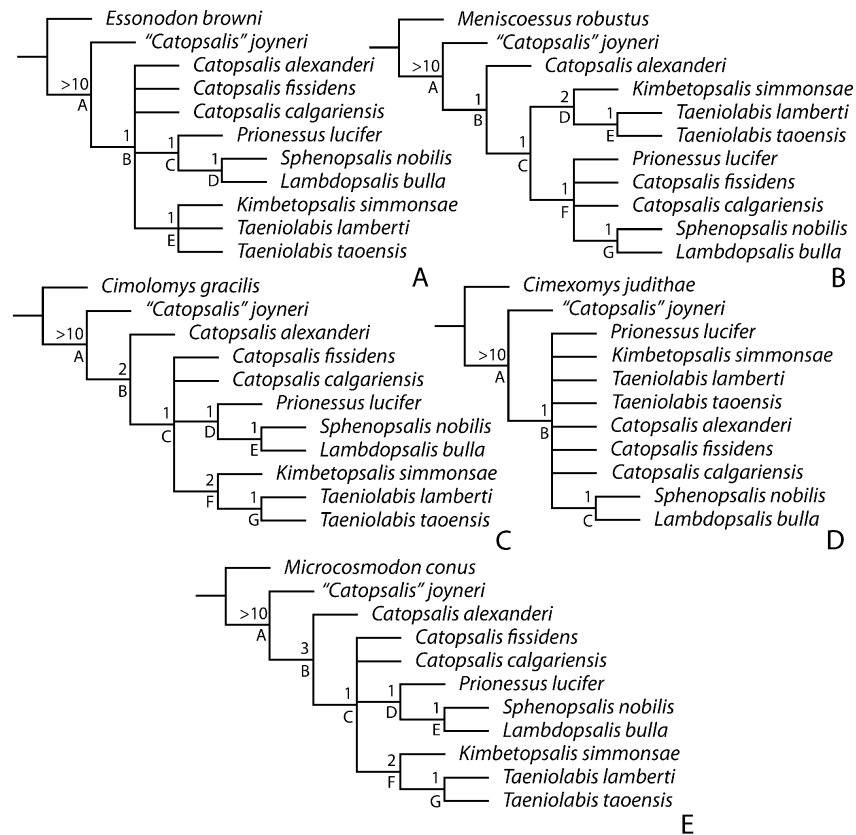 Essonodon browni
“Catopsalis” joyneri
>10
A
Catopsalis alexanderi
Catopsalis fissidens
Catopsalis calgariensis
1
B
Prionessus lucifer
1
C
Sphenopsalis nobilis
1
D
Lambdopsalis bulla
Kimbetopsalis simmonsae
1
E
Taeniolabis lamberti
Taeniolabis taoensis
A
Meniscoessus robustus
“Catopsalis” joyneri
>10
A
Catopsalis alexanderi
1
B
Kimbetopsalis simmonsae
2
D
Taeniolabis lamberti
1
E
Taeniolabis taoensis
1
C
Prionessus lucifer
Catopsalis fissidens
1
F
Catopsalis calgariensis
Sphenopsalis nobilis
1
G
Lambdopsalis bulla
B
Cimolomys gracilis
“Catopsalis” joyneri
>10
A
Catopsalis alexanderi
2
B
Catopsalis fissidens
Catopsalis calgariensis
1
C
Prionessus lucifer
1
D
Sphenopsalis nobilis
1
E
Lambdopsalis bulla
Kimbetopsalis simmonsae
2
F
Taeniolabis lamberti
1
G
Taeniolabis taoensis
C
Cimexomys judithae
“Catopsalis” joyneri
>10
A
Prionessus lucifer
Kimbetopsalis simmonsae
Taeniolabis lamberti
Taeniolabis taoensis
1
B
Catopsalis alexanderi
Catopsalis fissidens
Catopsalis calgariensis
Sphenopsalis nobilis
1
C
Lambdopsalis bulla
D
Microcosmodon conus
“Catopsalis” joyneri
>10
A
Catopsalis alexanderi
3
B
Catopsalis fissidens
Catopsalis calgariensis
1
C
Prionessus lucifer
1
D
Sphenopsalis nobilis
1
E
Lambdopsalis bulla
Kimbetopsalis simmonsae
2
F
Taeniolabis lamberti
1
G
Taeniolabis taoensis
E